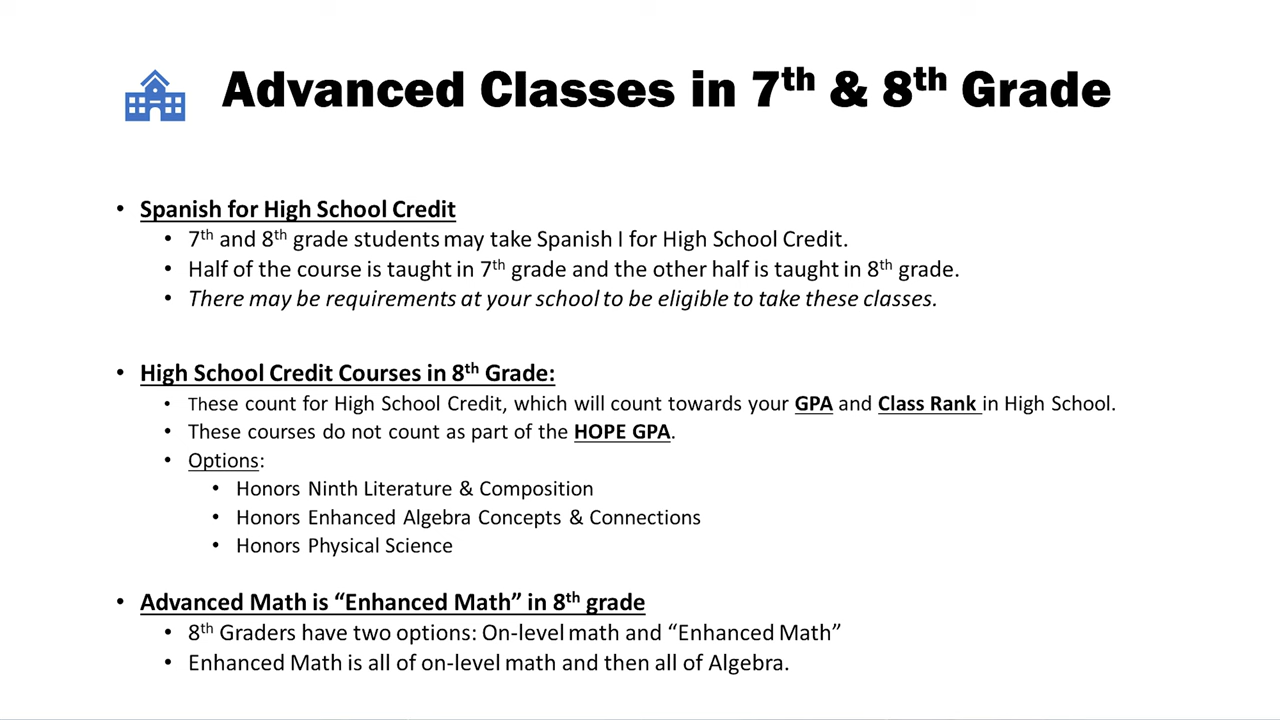 Advanced Classes in 7th & 8th Grade
• Spanish for High School Credit
• 7th and 8th grade students may take Spanish I for High School Credit.
• Half of the course is taught in 7th grade and the other half is taught in 8th grade.
• There may be requirements at your school to be eligible to take these classes.
• High School Credit Courses in 8th Grade:
• These count for High School Credit, which will count towards your GPA and Class Rank in High School.
• These courses do not count as part of the HOPE GPA.
• Options:
• Honors Ninth Literature & Composition
• Honors Enhanced Algebra Concepts & Connections
• Honors Physical Science
• Advanced Math is “Enhanced Math” in 8th grade
• 8th Graders have two options: On-level math and “Enhanced Math”
• Enhanced Math is all of on-level math and then all of Algebra.